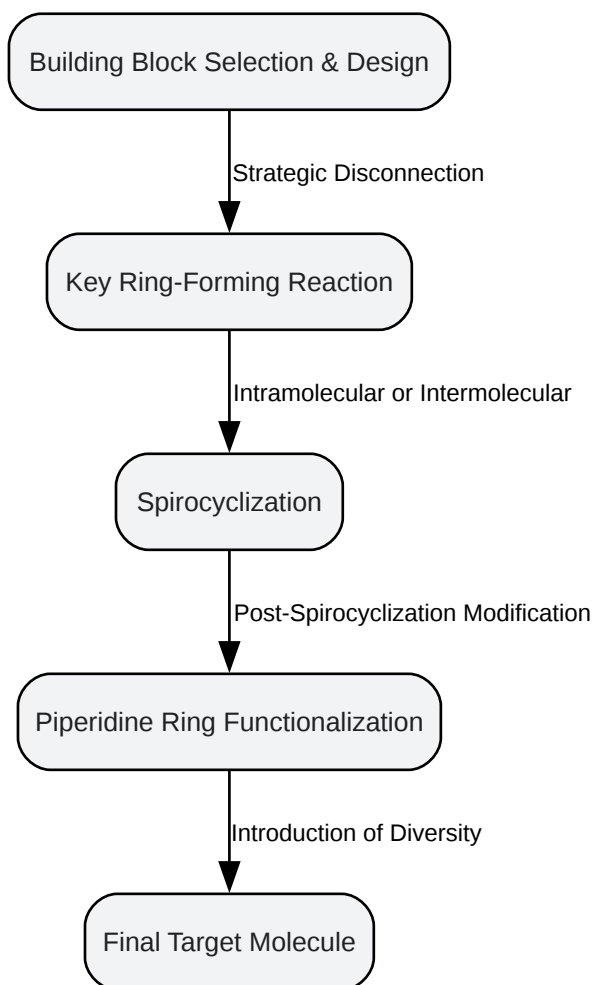 Building Block Selection & Design
Strategic Disconnection
Key Ring-Forming Reaction
Intramolecular or Intermolecular
Spirocyclization
Post-Spirocyclization Modification
Piperidine Ring Functionalization
Introduction of Diversity
Final Target Molecule